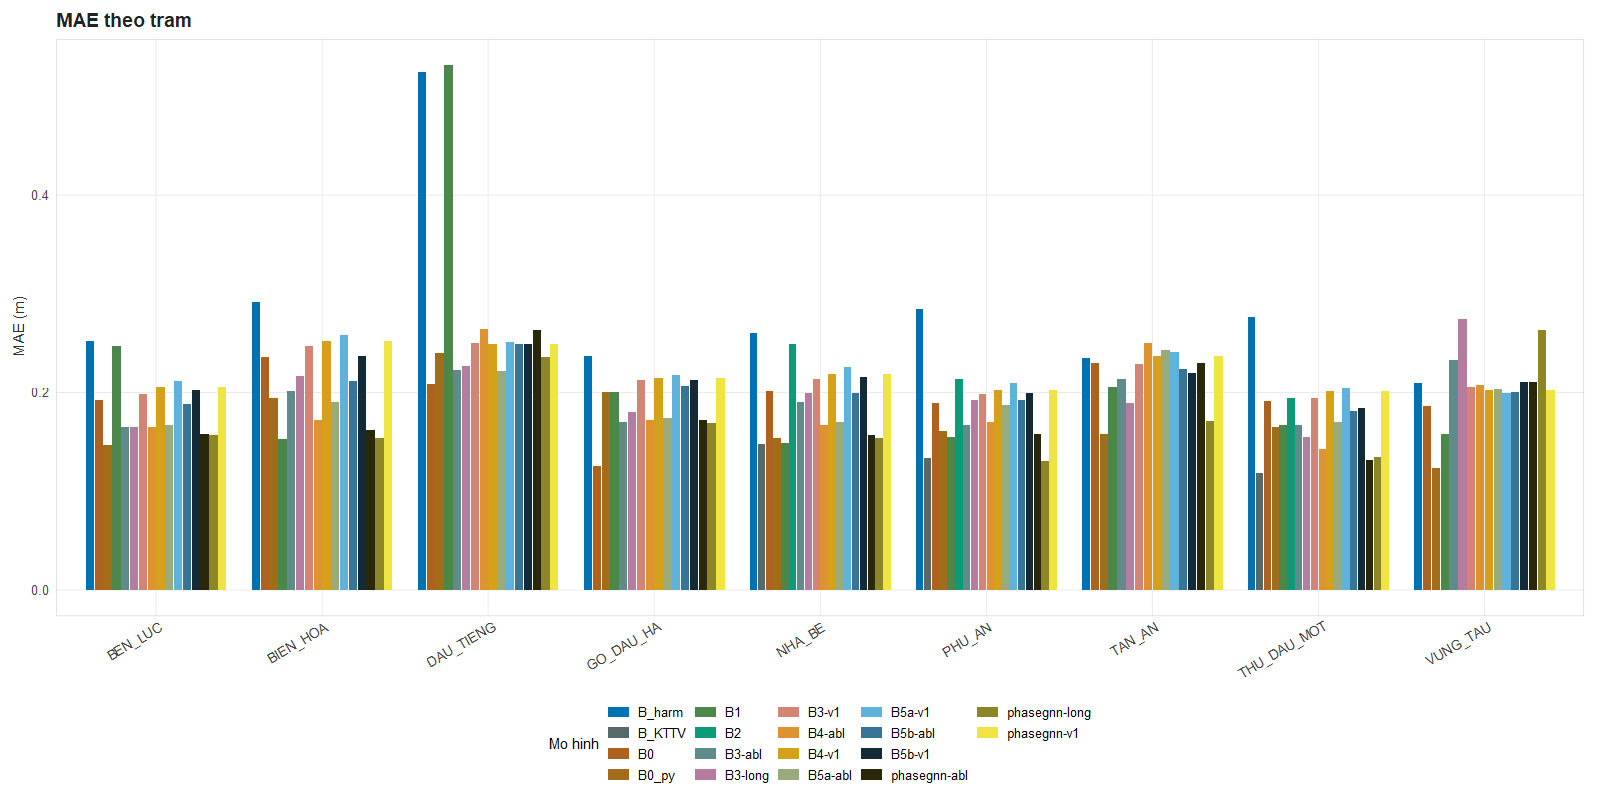 MAE theo tram
MAE (m)
0.4
0.2
0.0
BEN_LUC
BIEN_HOA
DAU_TIENG
GO_DAU_HA
NHA_BE
PHU_AN
TAN_AN
THU_DAU_MOT
VUNG_TAU
Mo hinh
B_harm
B_KTTV
B0
B0_py
B1
B2
B3-abl
B3-long
B3-v1
B4-abl
B4-v1
B5a-abl
B5a-v1
B5b-abl
B5b-v1
phasegnn-abl
phasegnn-long
phasegnn-v1